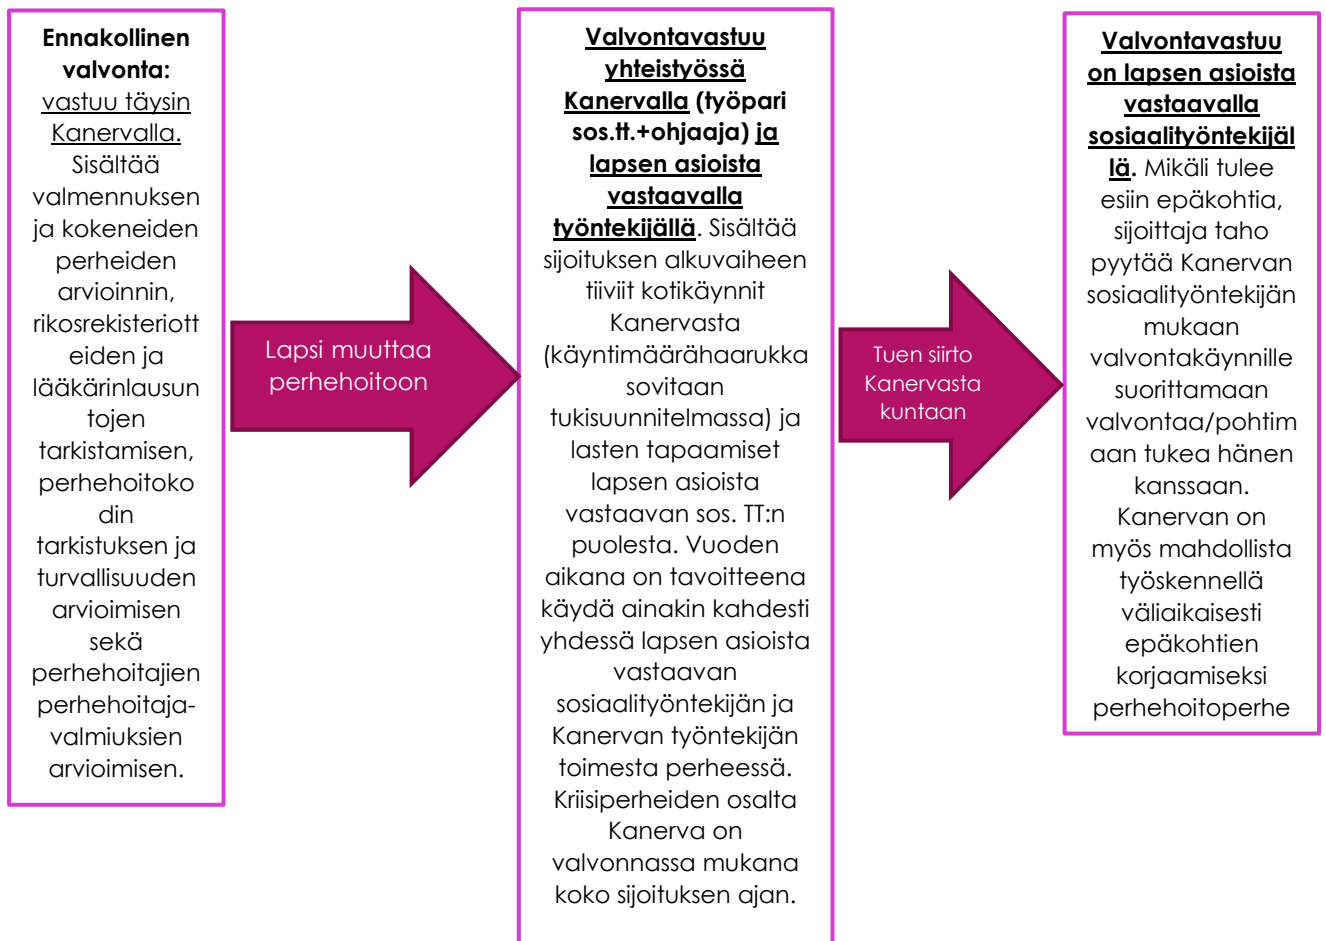 Ennakollinen
valvonta:
vastuu täysin
Kanervalla.
Sisältää
valmennuksen
ja kokeneiden
perheiden
arvioinnin,
rikosrekisteriott
eiden ja
lääkärinlausun
tojen
tarkistamisen,
perhehoitoko
din
tarkistuksen ja
turvallisuuden
arvioimisen
sekä
perhehoitajien
perhehoitaja-
valmiuksien
arvioimisen.
Lapsi muuttaa
perhehoitoon
Valvontavastuu
yhteistyössä
Kanervalla (työpari
sos.tt.+ohjaaja) ja
lapsen asioista
vastaavalla
työntekijällä. Sisältää
sijoituksen alkuvaiheen
tiiviit kotikäynnit
Kanervasta
(käyntimäärähaarukka
sovitaan
tukisuunnitelmassa) ja
lasten tapaamiset
lapsen asioista
vastaavan sos. TT:n
puolesta. Vuoden
aikana on tavoitteena
käydä ainakin kahdesti
yhdessä lapsen asioista
vastaavan
sosiaalityöntekijän ja
Kanervan työntekijän
toimesta perheessä.
Kriisiperheiden osalta
Kanerva on
valvonnassa mukana
koko sijoituksen ajan.
Tuen siirto
Kanervasta
kuntaan
Valvontavastuu
on lapsen asioista
vastaavalla
sosiaalityöntekijäl
lä. Mikäli tulee
esiin epäkohtia,
sijoittaja taho
pyytää Kanervan
sosiaalityöntekijän
mukaan
valvontakäynnille
suorittamaan
valvontaa/pohtim
aan tukea hänen
kanssaan.
Kanervan on
myös mahdollista
työskennellä
väliaikaisesti
epäkohtien
korjaamiseksi
perhehoitoperhe